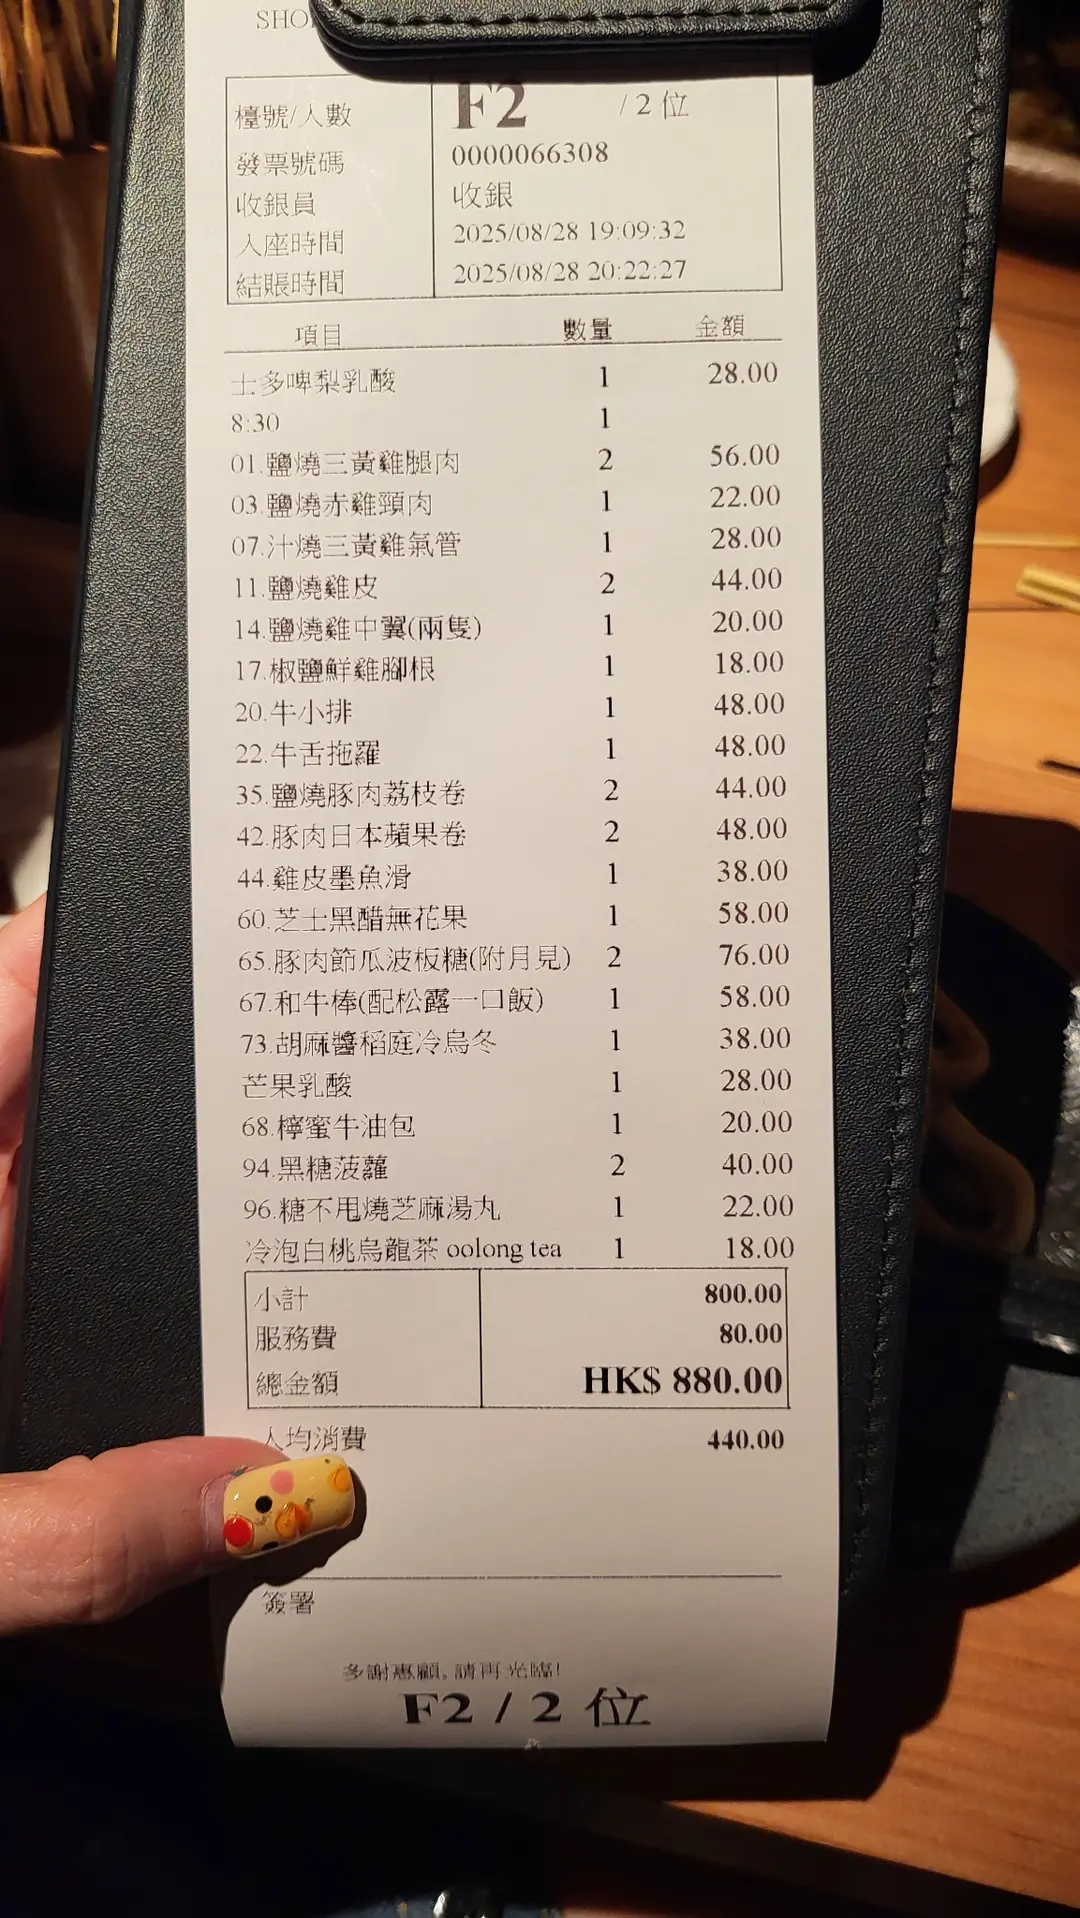 SHO
檯號/人數 F2 / 2 位
發票號碼 0000066308
收銀員 收銀
入座時間 2025/08/28 19:09:32
結賬時間 2025/08/28 20:22:27
項目 數量 金額
士多啤梨乳酸 1 28.00
8:30 1
01.鹽燒三黃雞腿肉 2 56.00
03.鹽燒赤雞頸肉 1 22.00
07.汁燒三黃雞氣管 1 28.00
11.鹽燒雞皮 2 44.00
14.鹽燒雞中翼(兩隻) 1 20.00
17.椒鹽鮮雞腳根 1 18.00
20.牛小排 1 48.00
22.牛舌拖羅 1 48.00
35.鹽燒豚肉荔枝卷 2 44.00
42.豚肉日本蘋果卷 2 48.00
44.雞皮墨魚滑 1 38.00
60.芝士黑醋無花果 1 58.00
65.豚肉節瓜波板糖(附月見) 2 76.00
67.和牛棒(配松露一口飯) 1 58.00
73.胡麻醬稻庭冷烏冬 1 38.00
芒果乳酸 1 28.00
68.檸蜜牛油包 1 20.00
94.黑糖菠蘿 2 40.00
96.糖不甩燒芝麻湯丸 1 22.00
冷泡白桃烏龍茶 oolong tea 1 18.00
小計 800.00
服務費 80.00
總金額 HK$ 880.00
人均消費 440.00
簽署
多謝惠顧, 請再光臨!
F2 / 2 位